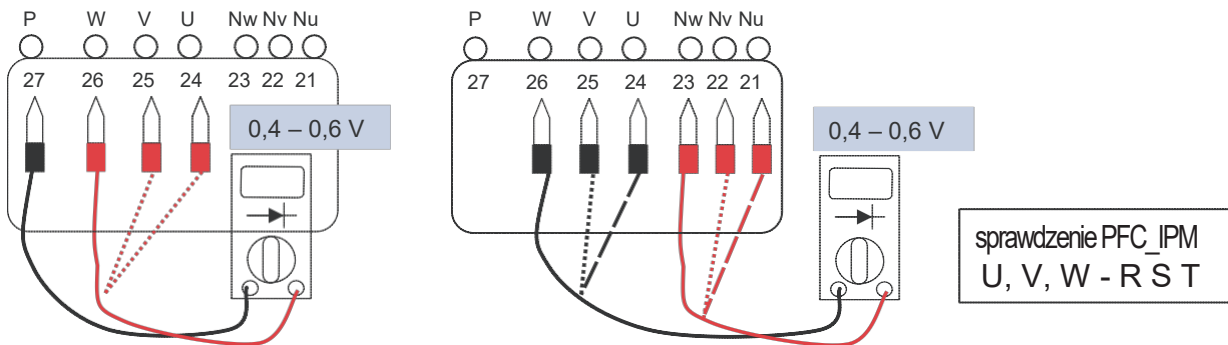 P W V U Nw Nv Nu
27 26 25 24 23 22 21
0,4 – 0,6 V
P W V U Nw Nv Nu
27 26 25 24 23 22 21
0,4 – 0,6 V
sprawdzenie PFC_IPM
U, V, W - R S T